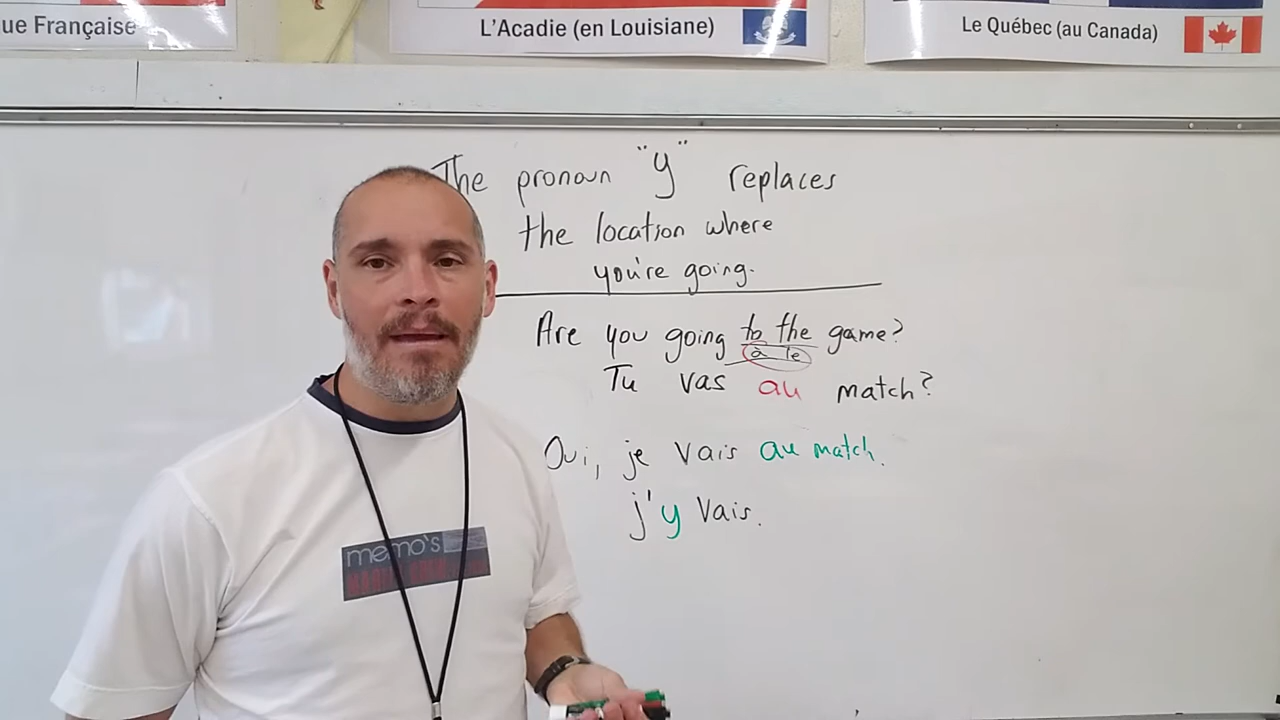 ue Française
L'Acadie (en Louisiane)
Le Québec (au Canada)
The pronoun "y" replaces
the location where
you're going.
Are you going to the game?
à le
Tu vas au match?
Oui, je vais au match.
j'y vais.
memo's